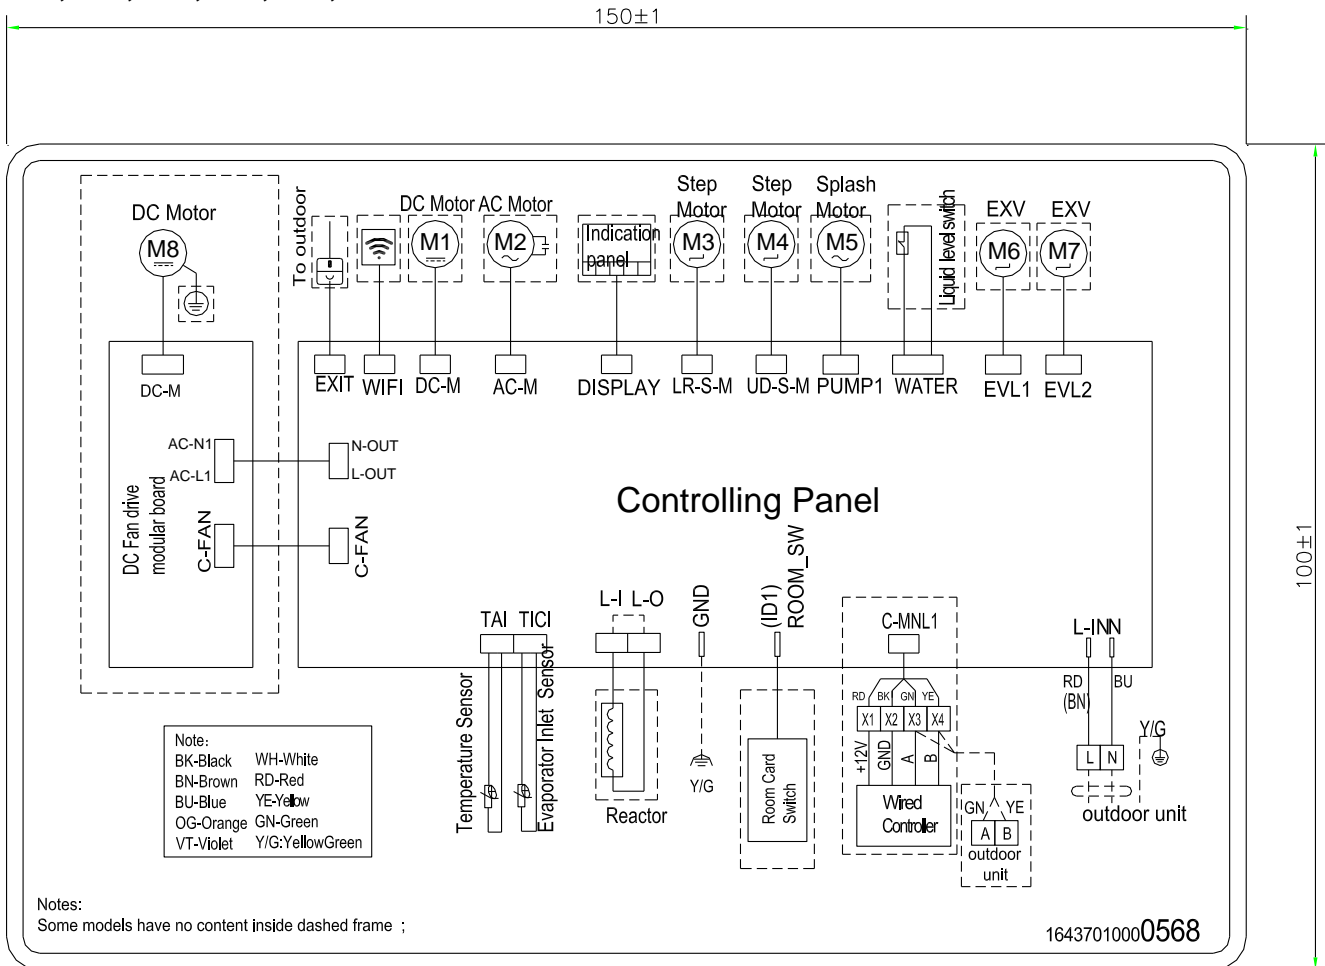 150±1
100±1
DC Motor
M8
DC-M
AC-N1
AC-L1
C-FAN
DC Fan drive
modular board
To outdoor
DC Motor
M1
AC Motor
M2
Indication
panel
Step
Motor
M3
Step
Motor
M4
Splash
Motor
M5
Liquid level switch
EXV
M6
EXV
M7
EXIT
WIFI
DC-M
AC-M
DISPLAY
LR-S-M
UD-S-M
PUMP1
WATER
EVL1
EVL2
N-OUT
L-OUT
C-FAN
Controlling Panel
TAI
TICI
Temperature Sensor
Evaporator Inlet Sensor
L-I L-O
Reactor
GND
Y/G
(ID1)
ROOM_SW
Room Card
Switch
C-MNL1
RD BK GN YE
X1 X2 X3 X4
+12V GND A B
Wired
Controller
GN YE
A B
outdoor
unit
L-IN N
RD
(BN)
BU
Y/G
L N
outdoor unit
Note:
BK-Black WH-White
BN-Brown RD-Red
BU-Blue YE-Yellow
OG-Orange GN-Green
VT-Violet Y/G:YellowGreen
Notes:
Some models have no content inside dashed frame ;
16437010000568